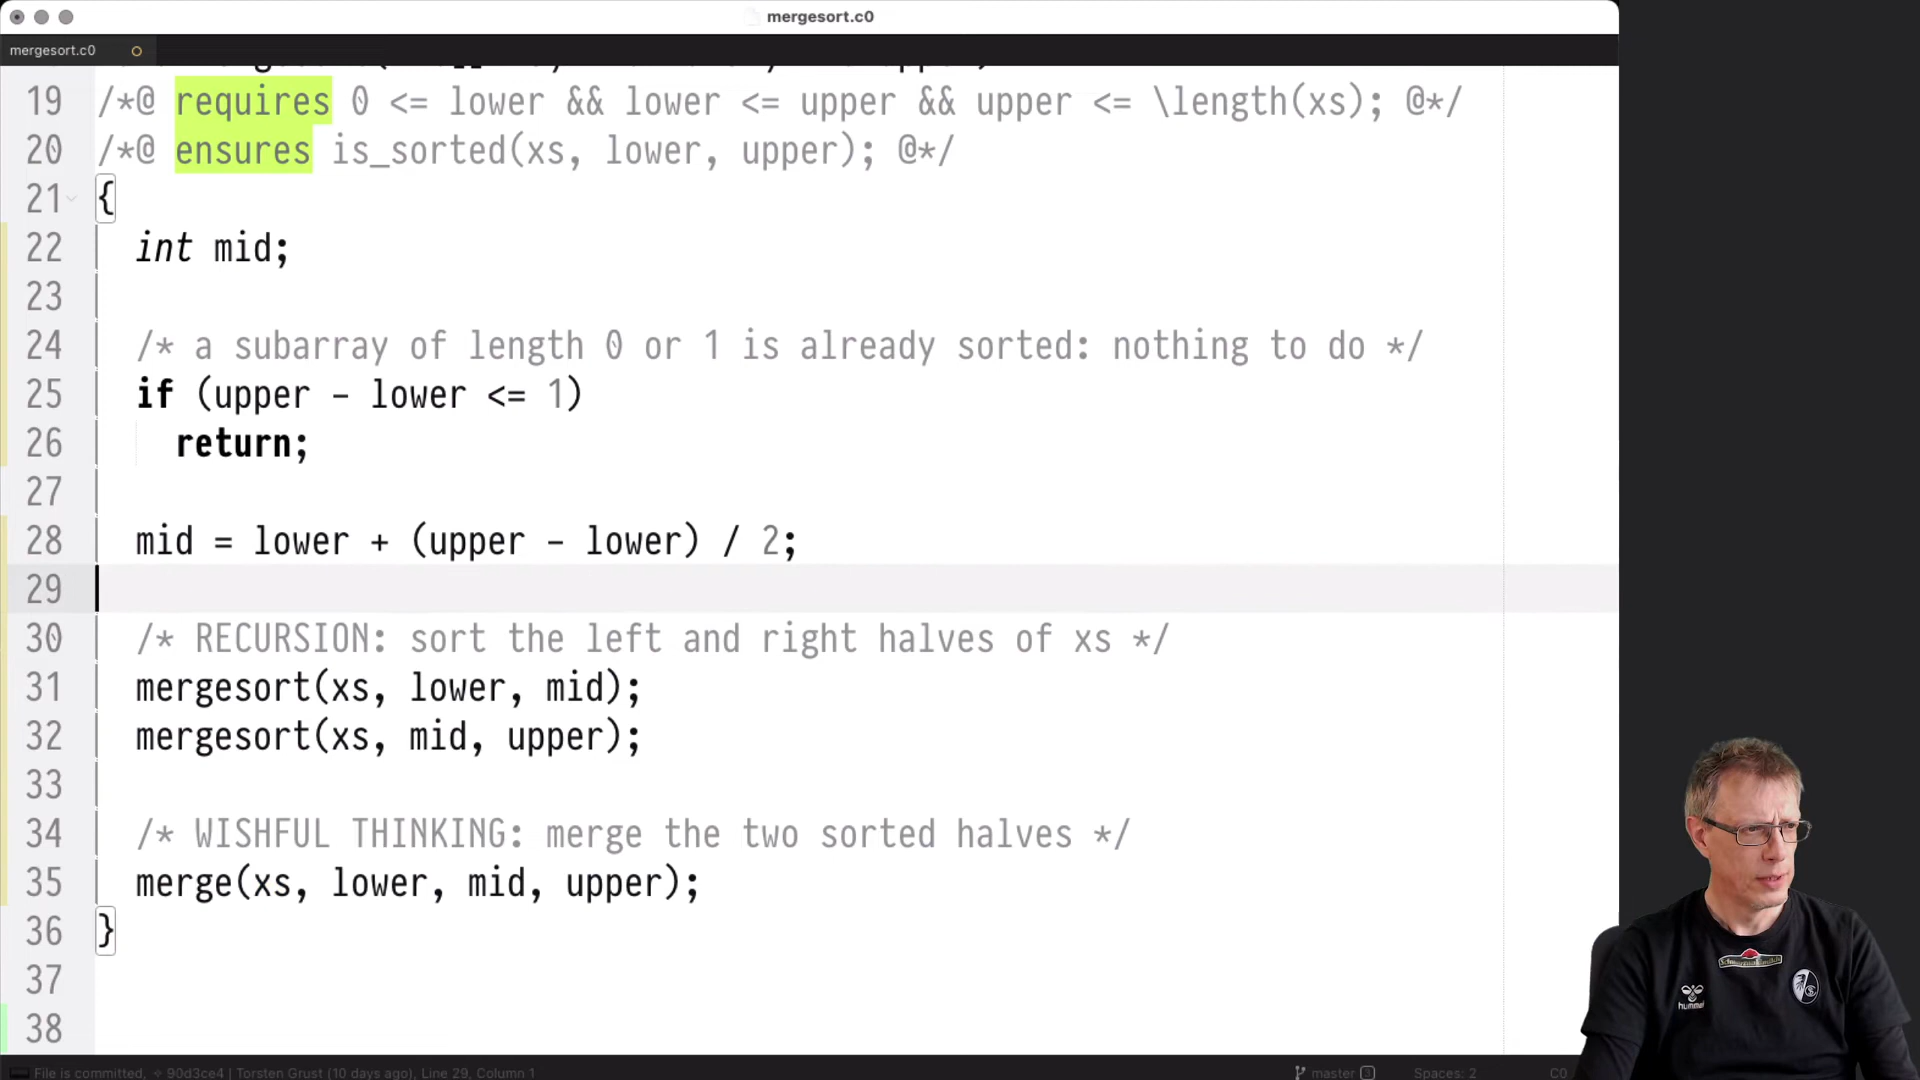 mergesort.c0
mergesort.c0
19 /*@ requires 0 <= lower && lower <= upper && upper <= \length(xs); @*/
20 /*@ ensures is_sorted(xs, lower, upper); @*/
21 {
22 int mid;
23
24 /* a subarray of length 0 or 1 is already sorted: nothing to do */
25 if (upper - lower <= 1)
26 return;
27
28 mid = lower + (upper - lower) / 2;
29
30 /* RECURSION: sort the left and right halves of xs */
31 mergesort(xs, lower, mid);
32 mergesort(xs, mid, upper);
33
34 /* WISHFUL THINKING: merge the two sorted halves */
35 merge(xs, lower, mid, upper);
36 }
37
38
hummel
File is committed, 90d3ce4 | Torsten Grust (10 days ago), Line 29, Column 1
master 3 Spaces: 2 C0